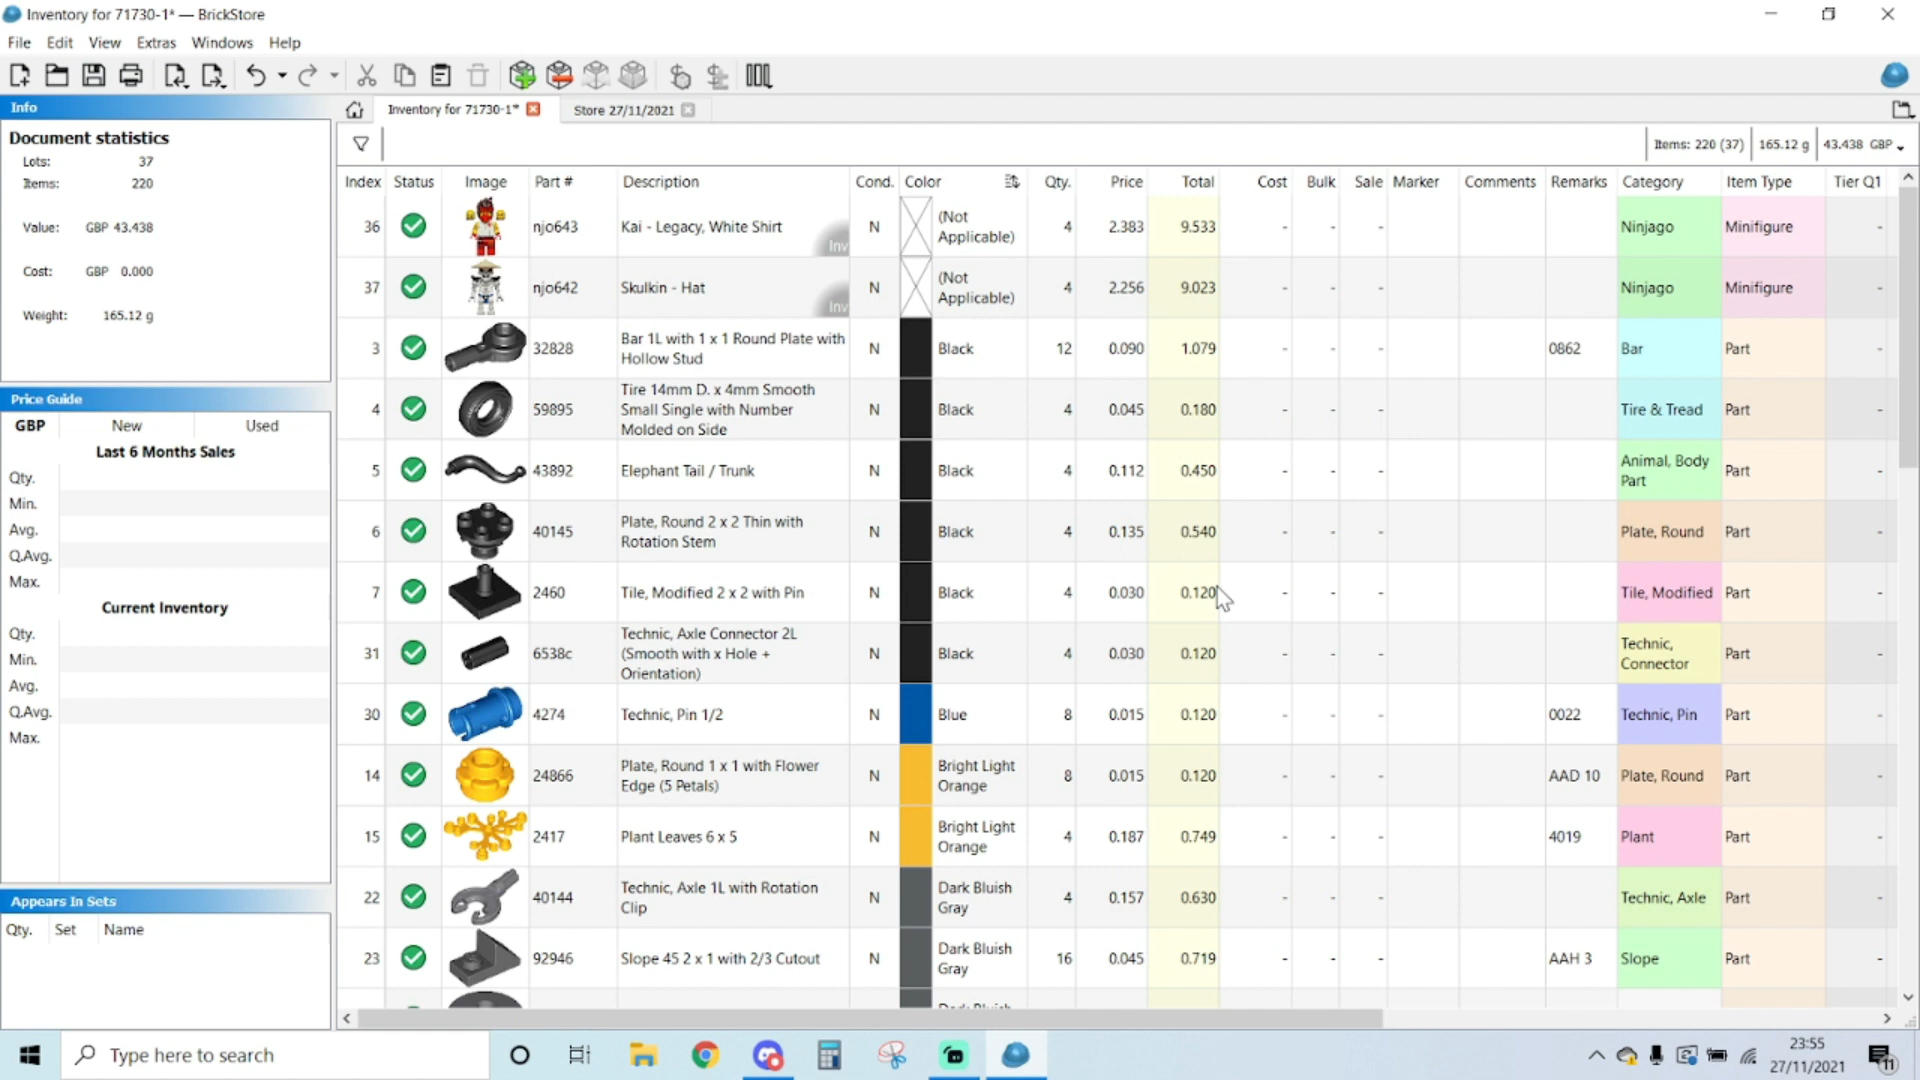 Inventory for 71730-1* — BrickStore
File Edit View Extras Windows Help
Info
Document statistics
Lots: 37
Items: 220
Value: GBP 43.438
Cost: GBP 0.000
Weight: 165.12 g
Price Guide
GBP New Used
Last 6 Months Sales
Qty.
Min.
Avg.
Q.Avg.
Max.
Current Inventory
Qty.
Min.
Avg.
Q.Avg.
Max.
Appears In Sets
Qty. Set Name
Inventory for 71730-1* Store 27/11/2021
Items: 220 (37) 165.12 g 43.438 GBP
Index Status Image Part # Description Cond. Color Qty. Price Total Cost Bulk Sale Marker Comments Remarks Category Item Type Tier Q1
36 njo643 Kai - Legacy, White Shirt Inv N (Not Applicable) 4 2.383 9.533 - - - Ninjago Minifigure -
37 njo642 Skulkin - Hat Inv N (Not Applicable) 4 2.256 9.023 - - - Ninjago Minifigure -
3 32828 Bar 1L with 1 x 1 Round Plate with Hollow Stud N Black 12 0.090 1.079 - - - 0862 Bar Part -
4 59895 Tire 14mm D. x 4mm Smooth Small Single with Number Molded on Side N Black 4 0.045 0.180 - - - Tire & Tread Part -
5 43892 Elephant Tail / Trunk N Black 4 0.112 0.450 - - - Animal, Body Part Part -
6 40145 Plate, Round 2 x 2 Thin with Rotation Stem N Black 4 0.135 0.540 - - - Plate, Round Part -
7 2460 Tile, Modified 2 x 2 with Pin N Black 4 0.030 0.120 - - - Tile, Modified Part -
31 6538c Technic, Axle Connector 2L (Smooth with x Hole + Orientation) N Black 4 0.030 0.120 - - - Technic, Connector Part -
30 4274 Technic, Pin 1/2 N Blue 8 0.015 0.120 - - - 0022 Technic, Pin Part -
14 24866 Plate, Round 1 x 1 with Flower Edge (5 Petals) N Bright Light Orange 8 0.015 0.120 - - - AAD 10 Plate, Round Part -
15 2417 Plant Leaves 6 x 5 N Bright Light Orange 4 0.187 0.749 - - - 4019 Plant Part -
22 40144 Technic, Axle 1L with Rotation Clip N Dark Bluish Gray 4 0.157 0.630 - - - Technic, Axle Part -
23 92946 Slope 45 2 x 1 with 2/3 Cutout N Dark Bluish Gray 16 0.045 0.719 - - - AAH 3 Slope Part -
Dark Bluish
Type here to search
23:55
27/11/2021
11